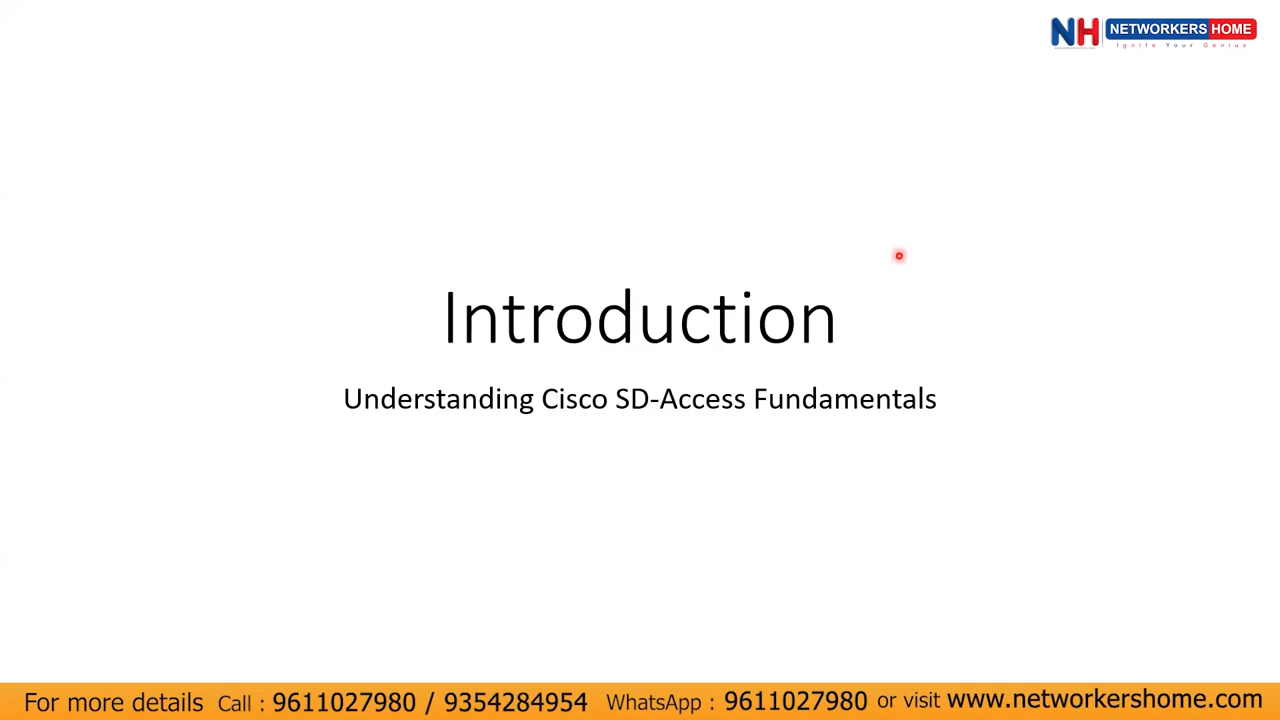 NH NETWORKERS HOME
Ignite Your Genius
Introduction
Understanding Cisco SD-Access Fundamentals
For more details Call : 9611027980 / 9354284954 WhatsApp : 9611027980 or visit www.networkershome.com